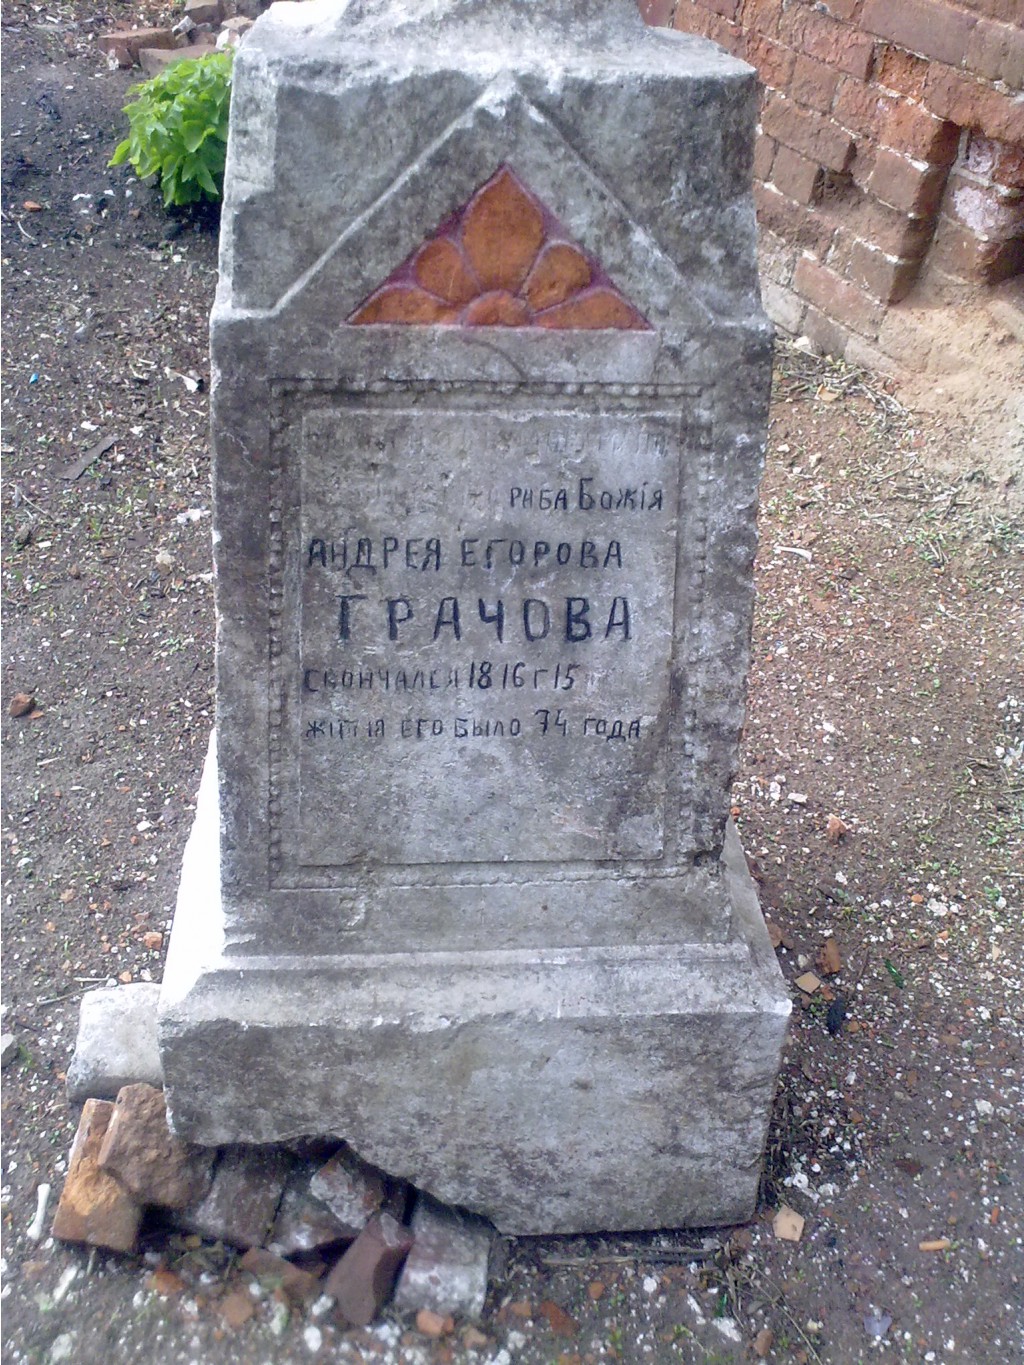 РАБА БОЖІЯ
АНДРЕЯ ЕГОРОВА
ГРАЧОВА
СКОНЧАЛСЯ 1816 Г 15
ЖІТІЯ ЕГО БЫЛО 74 ГОДА